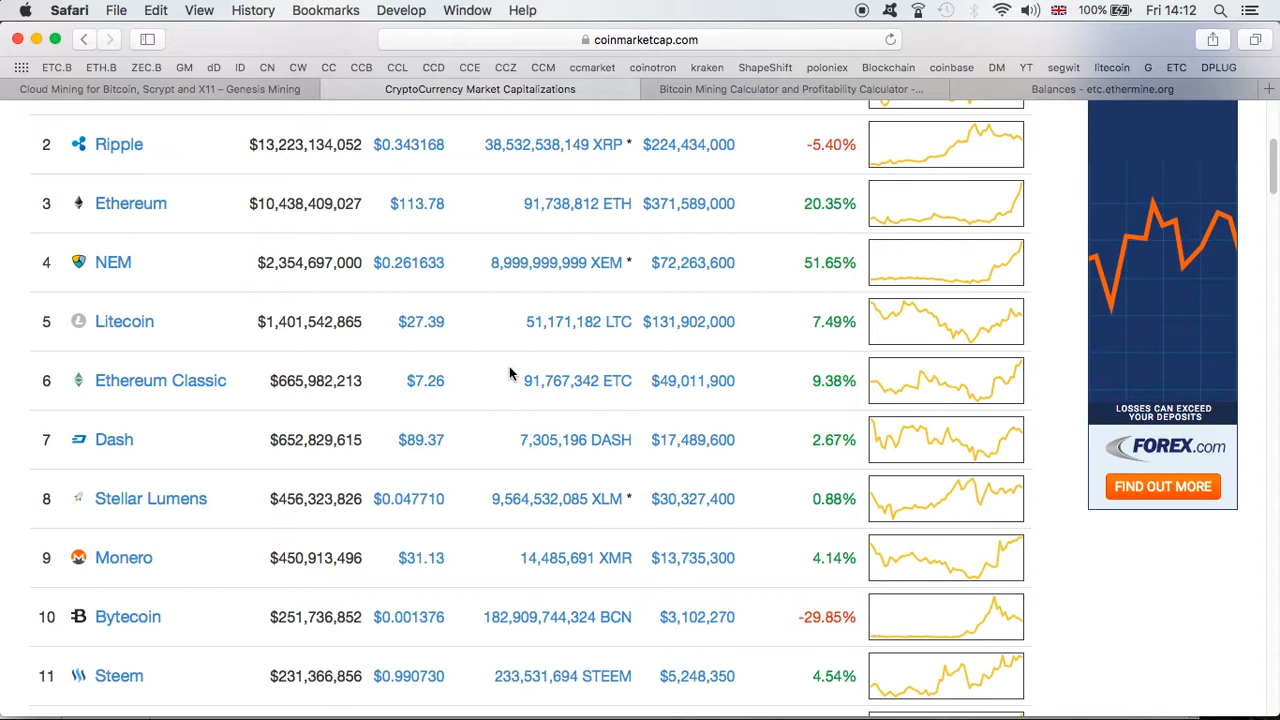 Safari File Edit View History Bookmarks Develop Window Help 100% Fri 14:12
coinmarketcap.com
ETC.B ETH.B ZEC.B GM dD ID CN CW CC CCB CCL CCD CCE CCZ CCM ccmarket coinotron kraken ShapeShift poloniex Blockchain coinbase DM YT segwit litecoin G ETC DPLUG
Cloud Mining for Bitcoin, Scrypt and X11 – Genesis Mining CryptoCurrency Market Capitalizations Bitcoin Mining Calculator and Profitability Calculator -... Balances - etc.ethermine.org +
2 Ripple $13,223,134,052 $0.343168 38,532,538,149 XRP * $224,434,000 -5.40%
3 Ethereum $10,438,409,027 $113.78 91,738,812 ETH $371,589,000 20.35%
4 NEM $2,354,697,000 $0.261633 8,999,999,999 XEM * $72,263,600 51.65%
5 Litecoin $1,401,542,865 $27.39 51,171,182 LTC $131,902,000 7.49%
6 Ethereum Classic $665,982,213 $7.26 91,767,342 ETC $49,011,900 9.38%
7 Dash $652,829,615 $89.37 7,305,196 DASH $17,489,600 2.67%
8 Stellar Lumens $456,323,826 $0.047710 9,564,532,085 XLM * $30,327,400 0.88%
9 Monero $450,913,496 $31.13 14,485,691 XMR $13,735,300 4.14%
10 Bytecoin $251,736,852 $0.001376 182,909,744,324 BCN $3,102,270 -29.85%
11 Steem $231,366,856 $0.990730 233,531,694 STEEM $5,248,350 4.54%
LOSSES CAN EXCEED
YOUR DEPOSITS
FOREX.com
FIND OUT MORE